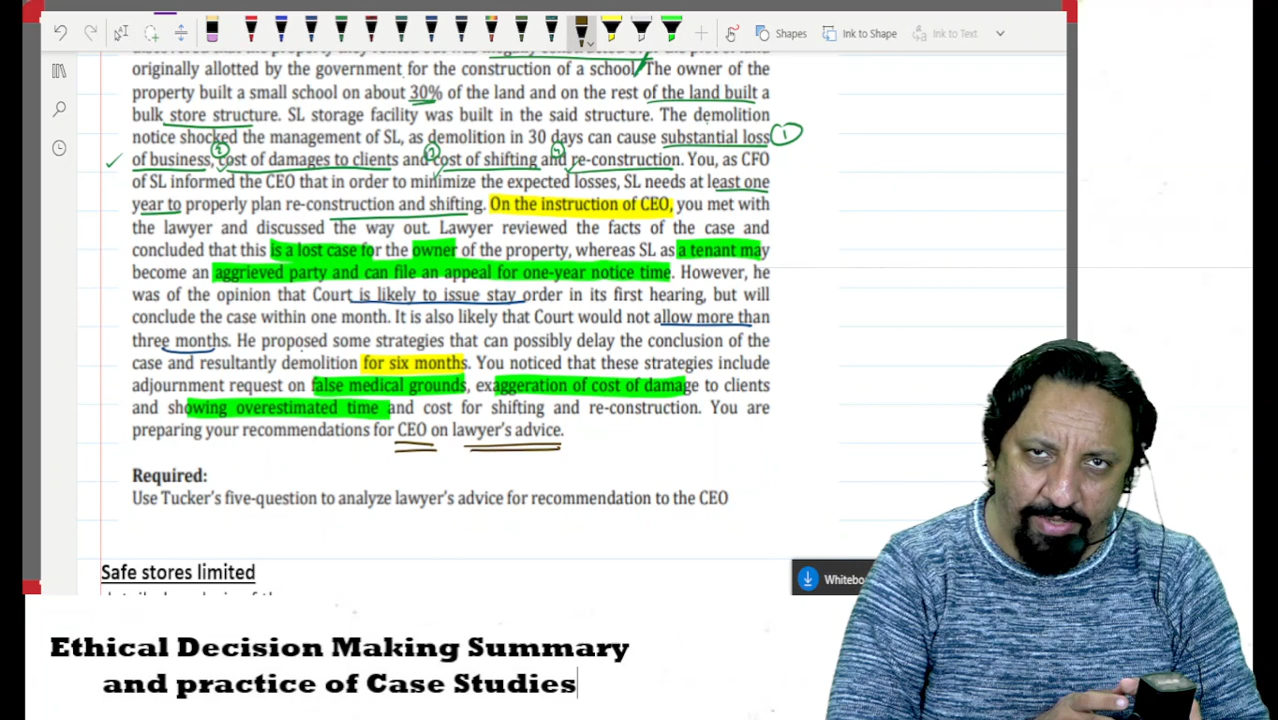 Shapes
Ink to Shape
Ink to Text
originally allotted by the government for the construction of a school. The owner of the
property built a small school on about 30% of the land and on the rest of the land built a
bulk store structure. SL storage facility was built in the said structure. The demolition
notice shocked the management of SL, as demolition in 30 days can cause substantial loss
of business, cost of damages to clients and cost of shifting and re-construction. You, as CFO
of SL informed the CEO that in order to minimize the expected losses, SL needs at least one
year to properly plan re-construction and shifting. On the instruction of CEO, you met with
the lawyer and discussed the way out. Lawyer reviewed the facts of the case and
concluded that this is a lost case for the owner of the property, whereas SL as a tenant may
become an aggrieved party and can file an appeal for one-year notice time. However, he
was of the opinion that Court is likely to issue stay order in its first hearing, but will
conclude the case within one month. It is also likely that Court would not allow more than
three months. He proposed some strategies that can possibly delay the conclusion of the
case and resultantly demolition for six months. You noticed that these strategies include
adjournment request on false medical grounds, exaggeration of cost of damage to clients
and showing overestimated time and cost for shifting and re-construction. You are
preparing your recommendations for CEO on lawyer's advice.
Required:
Use Tucker's five-question to analyze lawyer's advice for recommendation to the CEO
Safe stores limited
Ethical Decision Making Summary
and practice of Case Studies